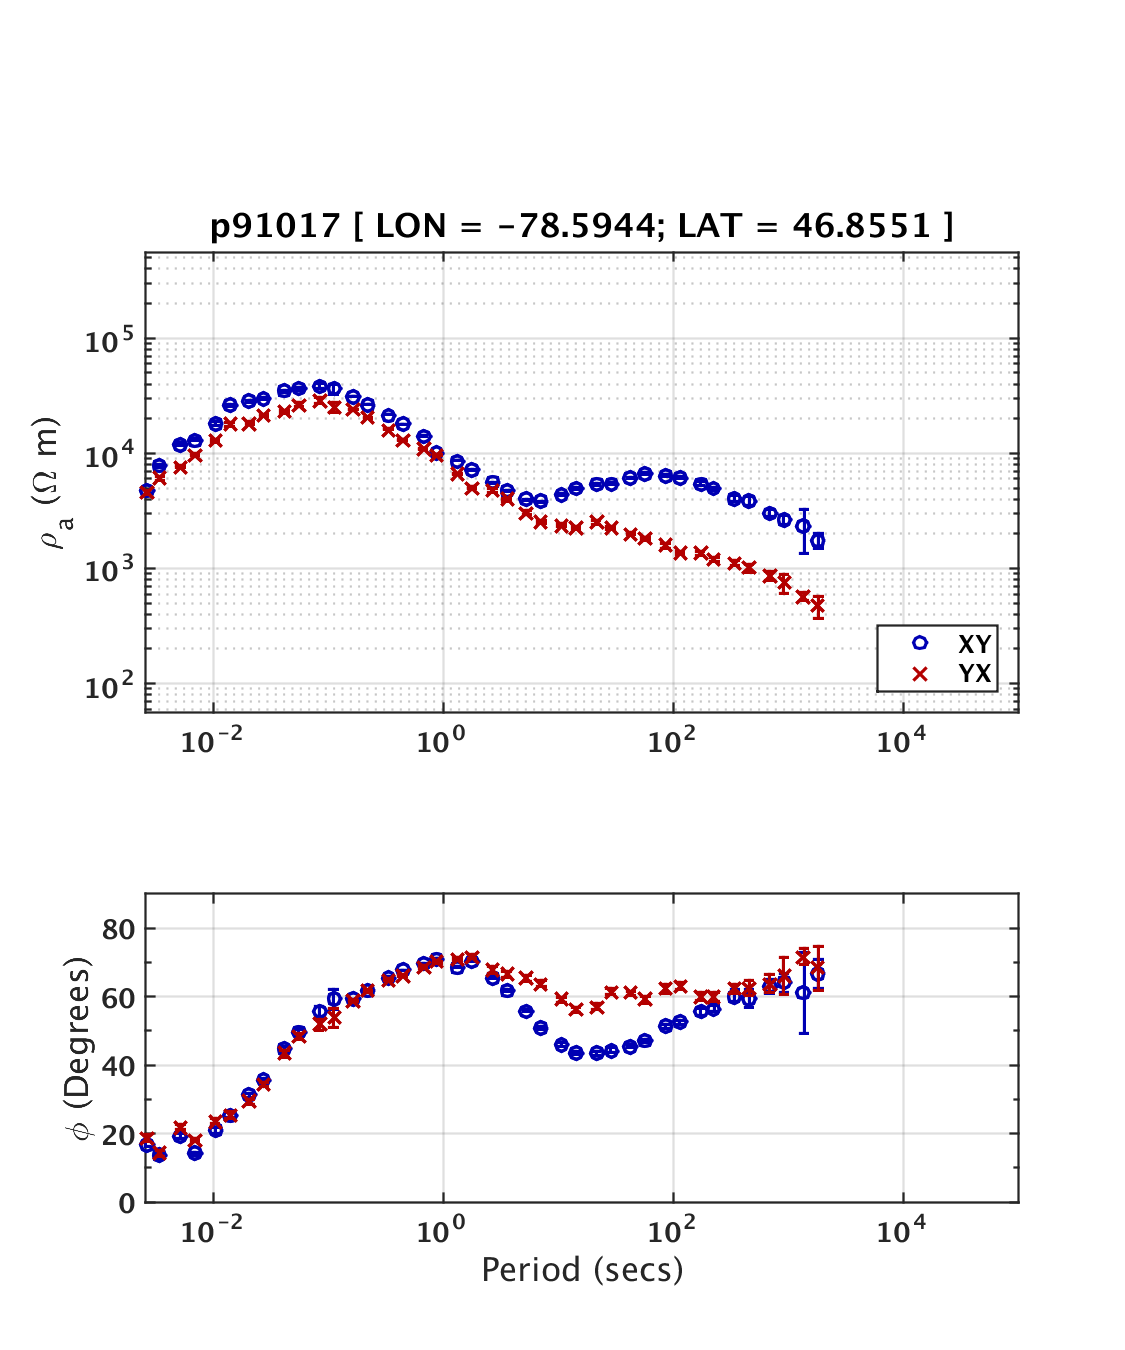 p91017 [ LON = -78.5944; LAT = 46.8551 ]
ρa (Ω m)
10^5
10^4
10^3
10^2
10^-2 10^0 10^2 10^4
XY
YX
ϕ (Degrees)
80
60
40
20
0
10^-2 10^0 10^2 10^4
Period (secs)